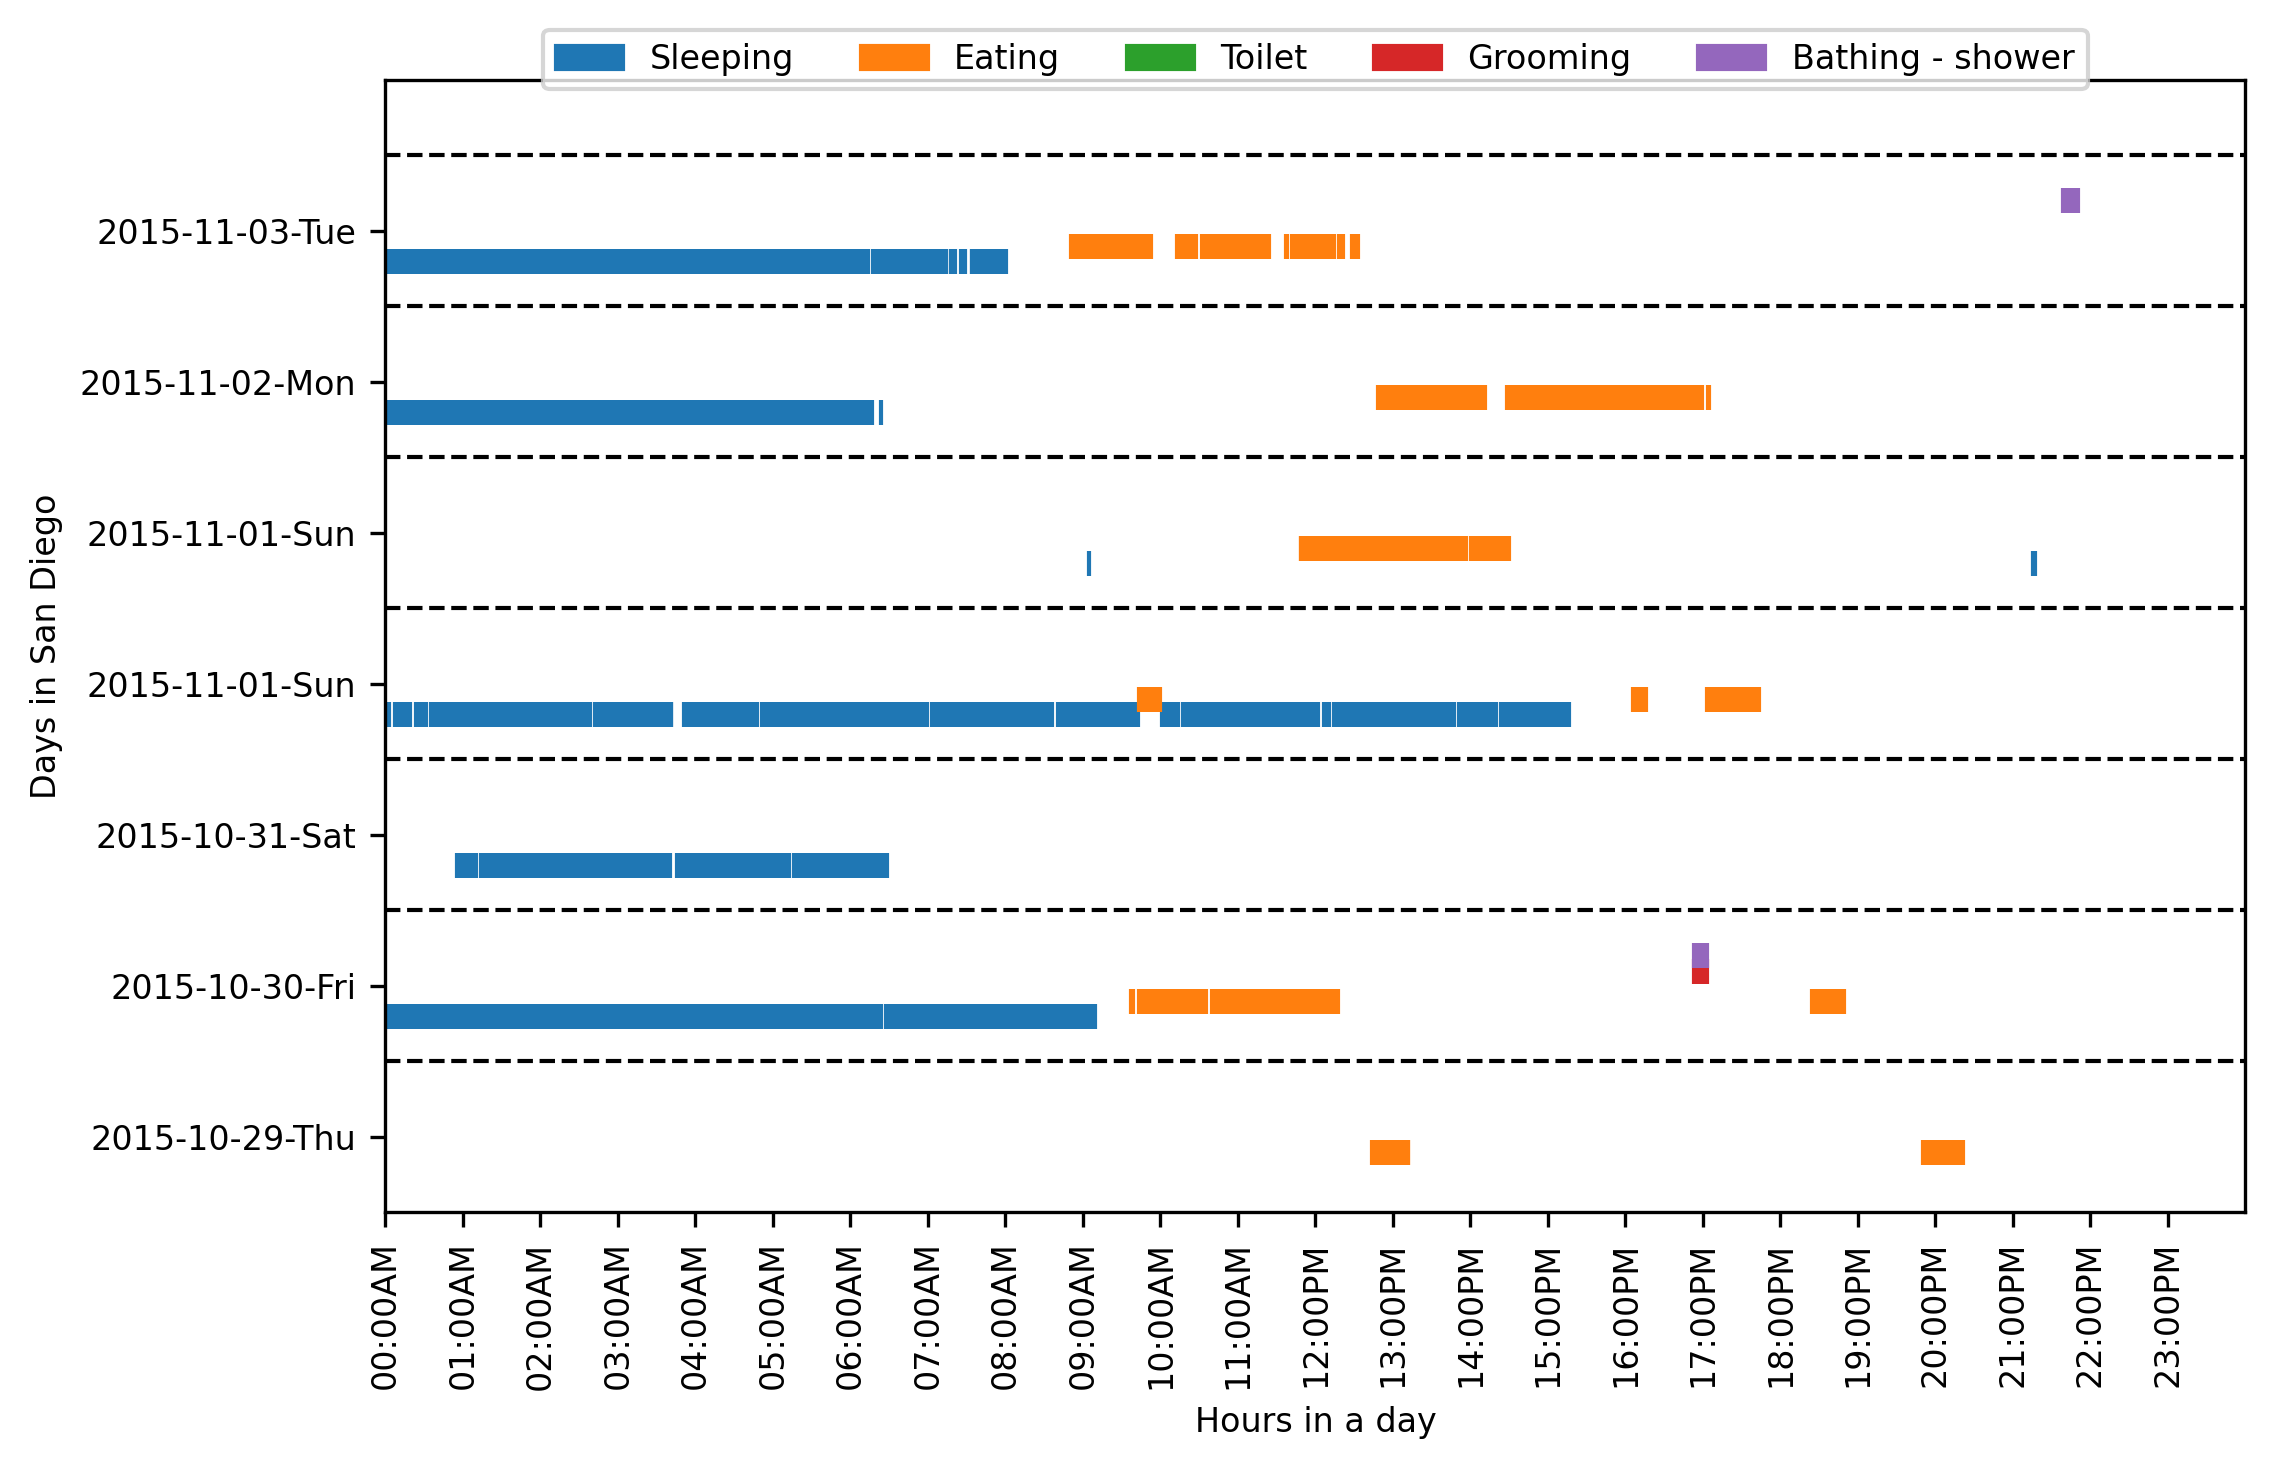 Sleeping Eating Toilet Grooming Bathing - shower
2015-11-03-Tue
2015-11-02-Mon
2015-11-01-Sun
2015-11-01-Sun
2015-10-31-Sat
2015-10-30-Fri
2015-10-29-Thu
Days in San Diego
00:00AM
01:00AM
02:00AM
03:00AM
04:00AM
05:00AM
06:00AM
07:00AM
08:00AM
09:00AM
10:00AM
11:00AM
12:00PM
13:00PM
14:00PM
15:00PM
16:00PM
17:00PM
18:00PM
19:00PM
20:00PM
21:00PM
22:00PM
23:00PM
Hours in a day